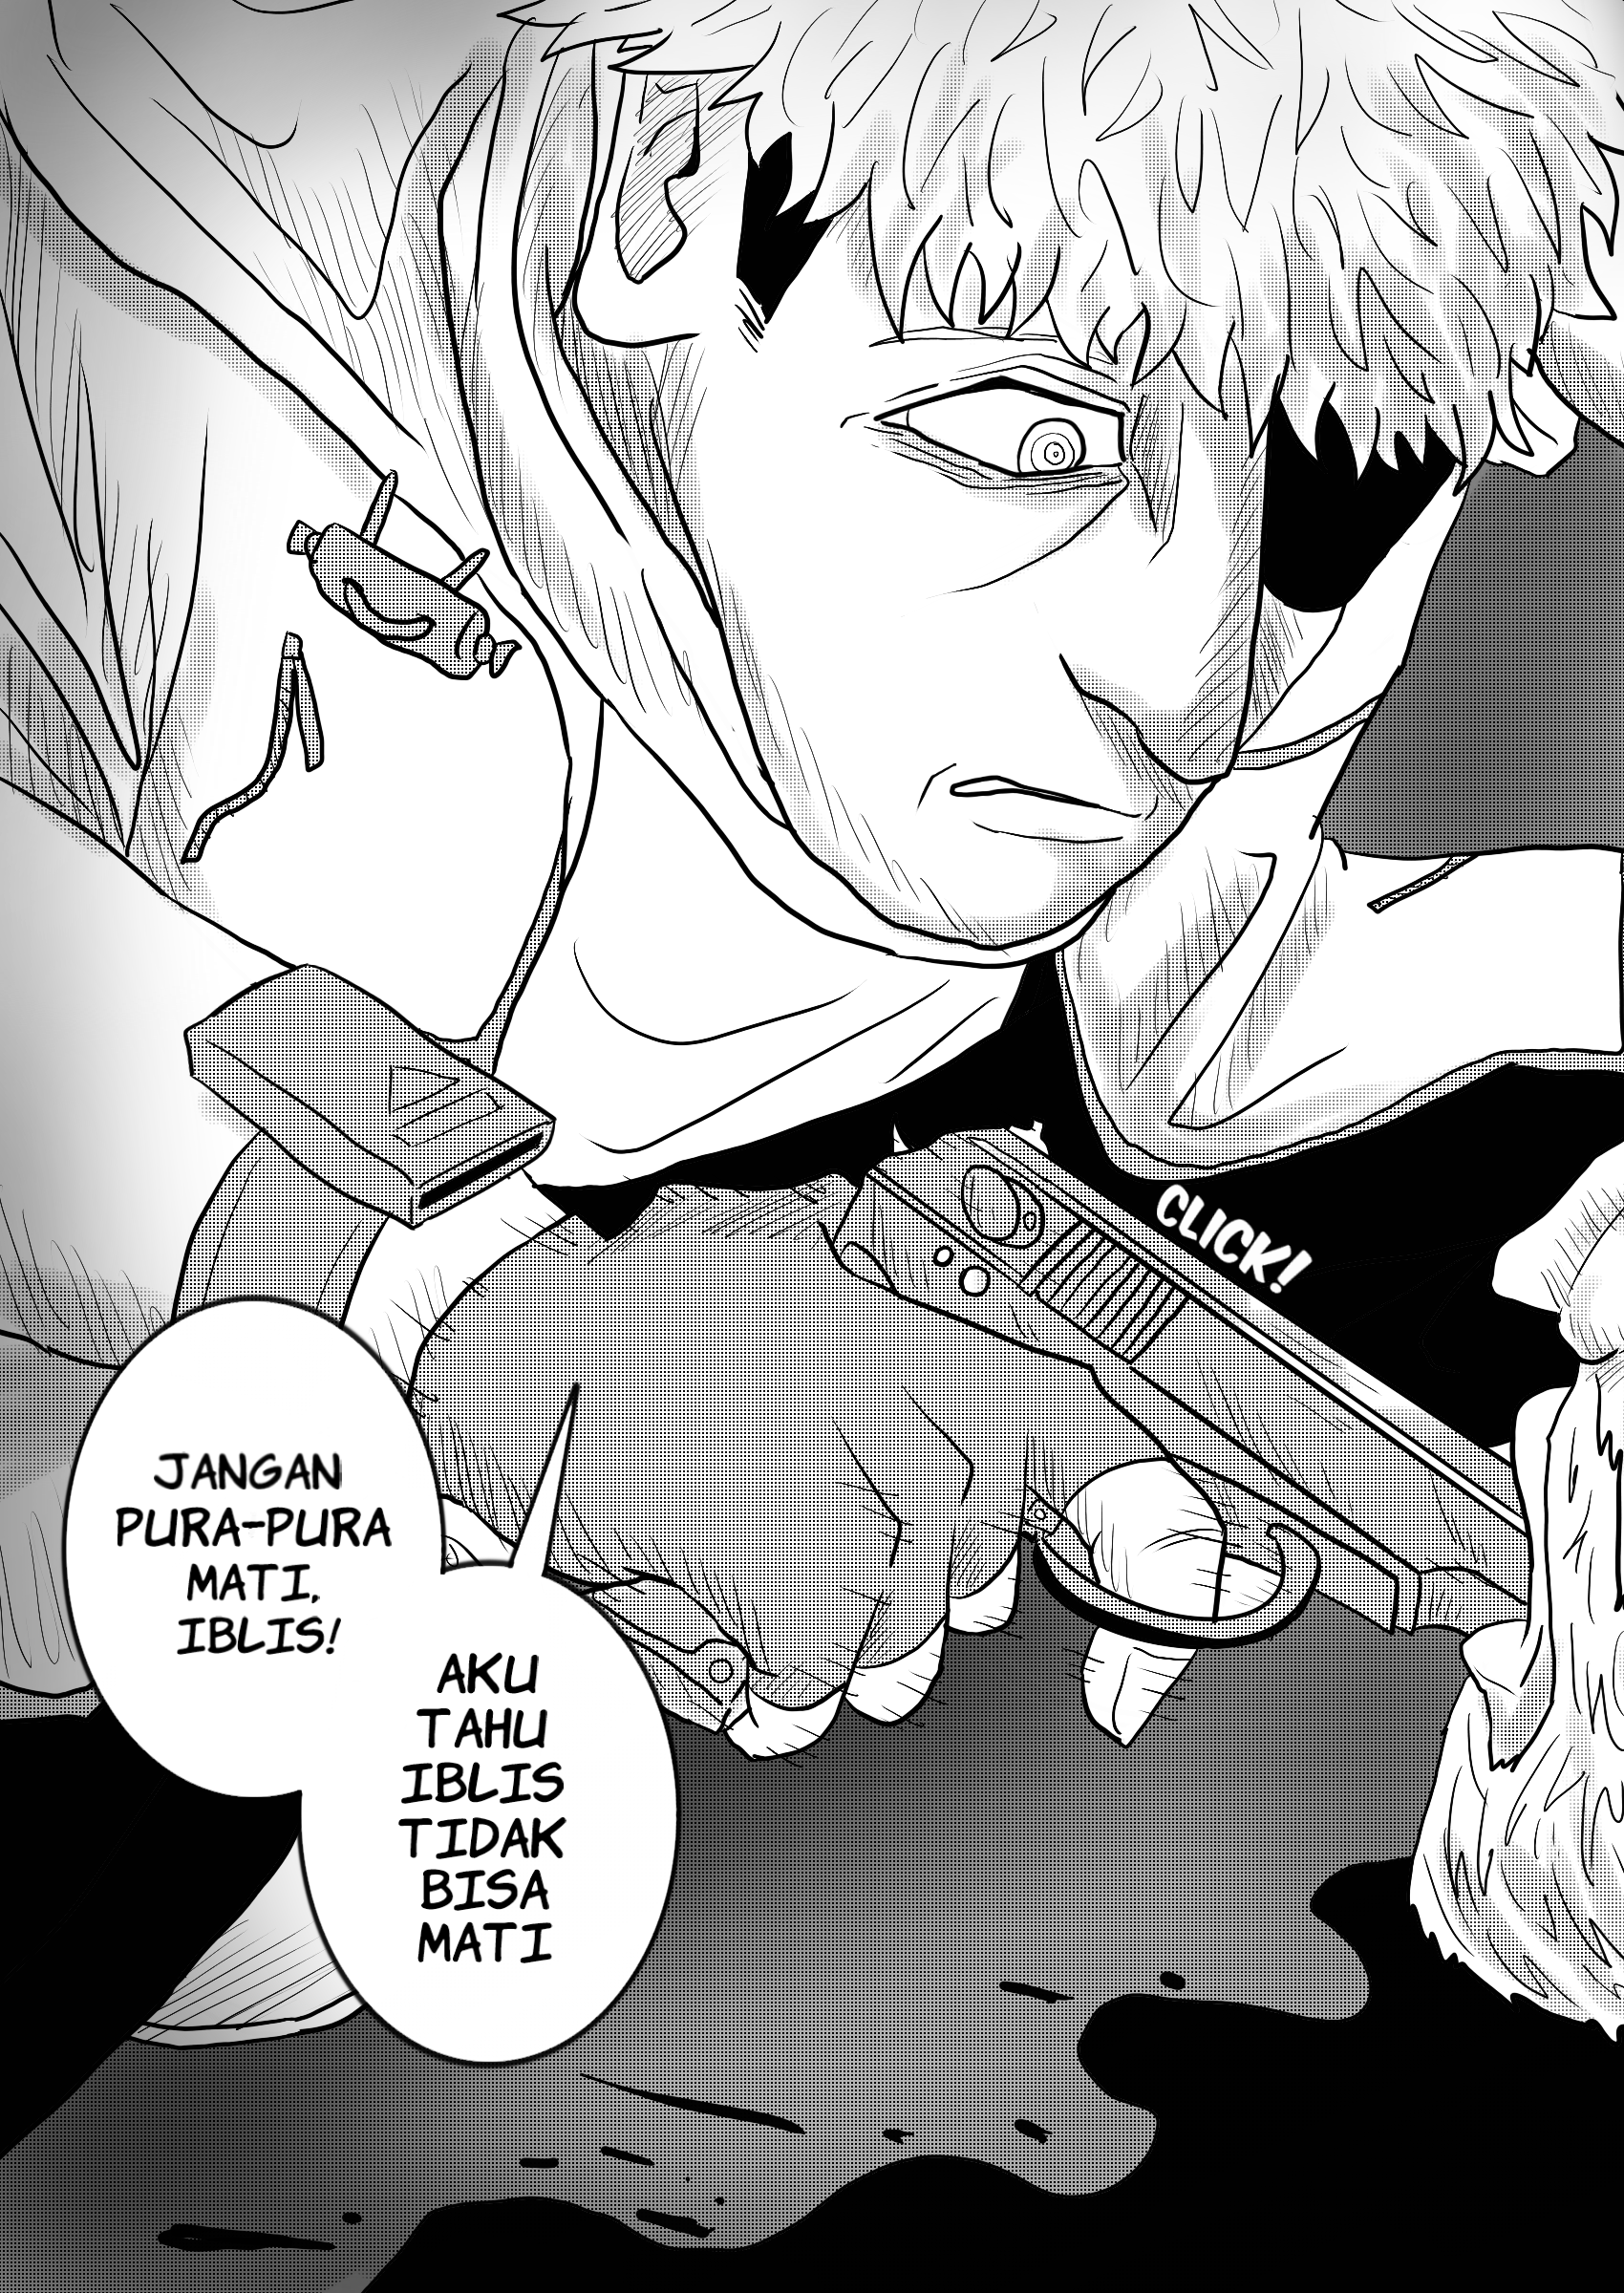 CLICK!
JANGAN
PURA-PURA
MATI,
IBLIS!
AKU
TAHU
IBLIS
TIDAK
BISA
MATI